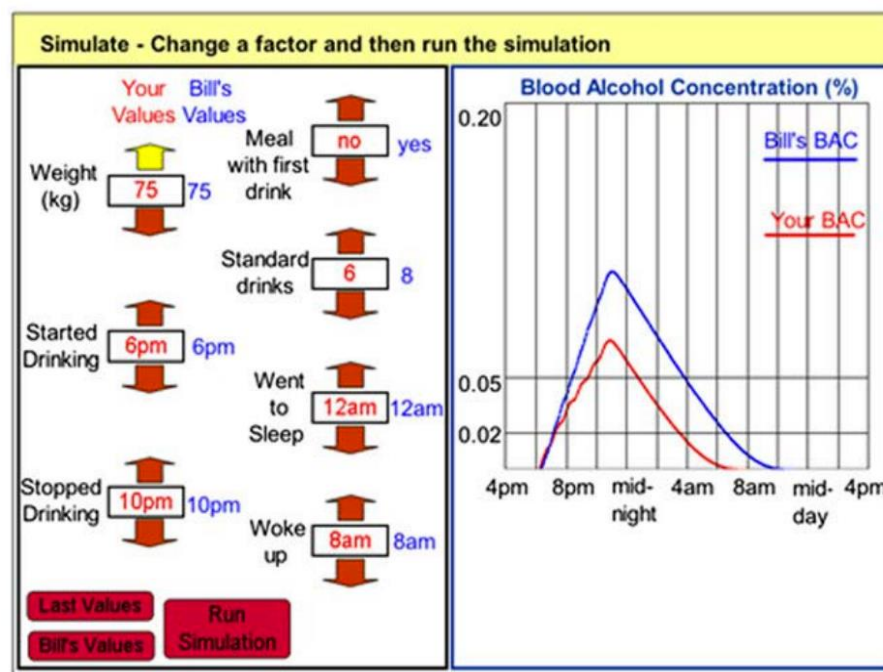 Simulate - Change a factor and then run the simulation
Your Bill's
Values Values
Weight
(kg)
75 75
Meal
with first
drink
no yes
Standard
drinks
6 8
Started
Drinking
6pm 6pm
Went
to
Sleep
12am 12am
Stopped
Drinking
10pm 10pm
Woke
up
8am 8am
Last Values
Bill's Values
Run
Simulation
Blood Alcohol Concentration (%)
0.20
Bill's BAC
Your BAC
0.05
0.02
4pm 8pm mid-night 4am 8am mid-day 4pm